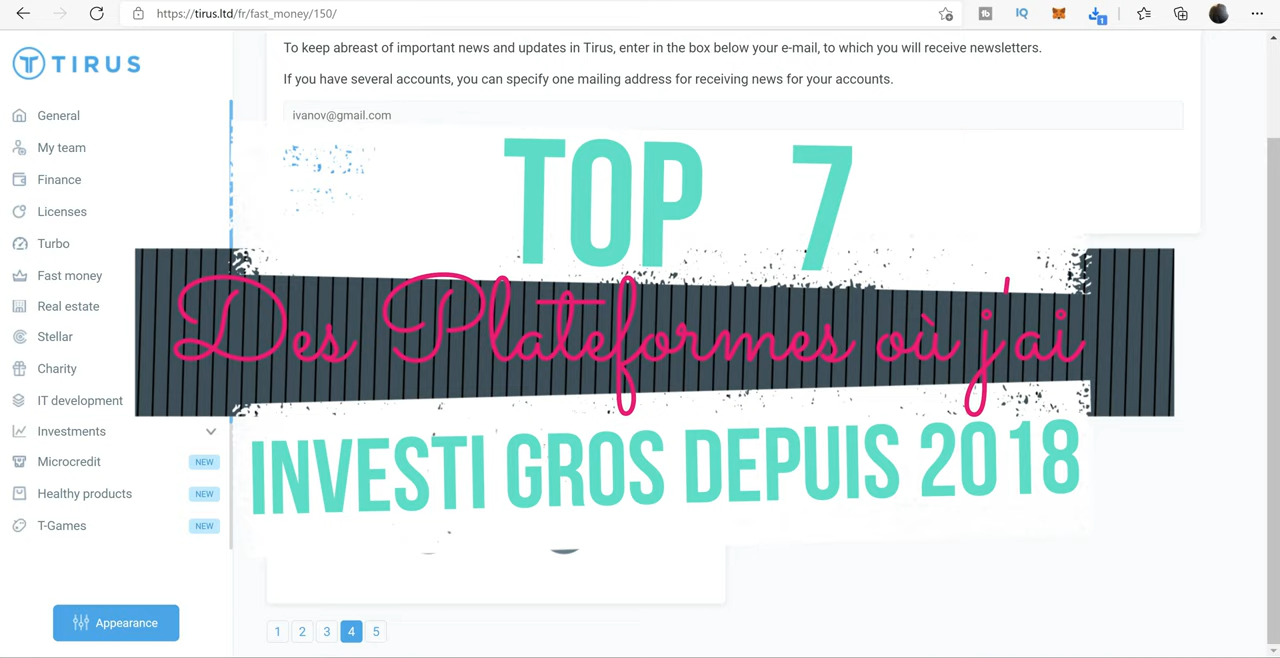 https://tirus.ltd/fr/fast_money/150/
IQ
1
TIRUS
General
My team
Finance
Licenses
Turbo
Fast money
Real estate
Stellar
Charity
IT development
Investments
Microcredit NEW
Healthy products NEW
T-Games NEW
Appearance
To keep abreast of important news and updates in Tirus, enter in the box below your e-mail, to which you will receive newsletters.
If you have several accounts, you can specify one mailing address for receiving news for your accounts.
ivanov@gmail.com
TOP 7
Des Plateformes où j'ai
INVESTI GROS DEPUIS 2018
1 2 3 4 5